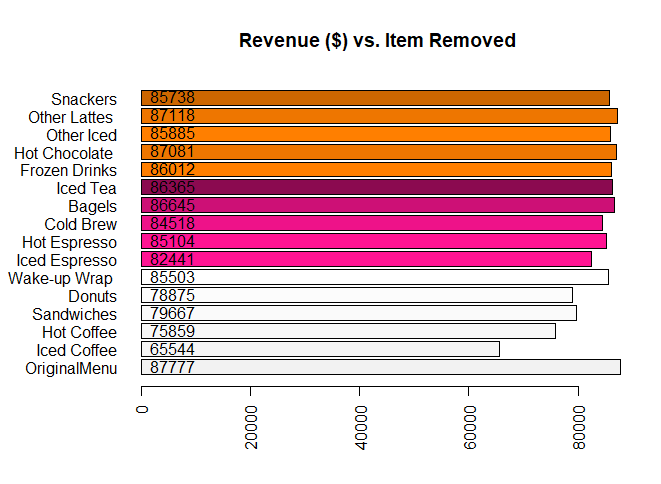 Revenue ($) vs. Item Removed
Snackers 85738
Other Lattes 87118
Other Iced 85885
Hot Chocolate 87081
Frozen Drinks 86012
Iced Tea 86365
Bagels 86645
Cold Brew 84518
Hot Espresso 85104
Iced Espresso 82441
Wake-up Wrap 85503
Donuts 78875
Sandwiches 79667
Hot Coffee 75859
Iced Coffee 65544
OriginalMenu 87777
0 20000 40000 60000 80000